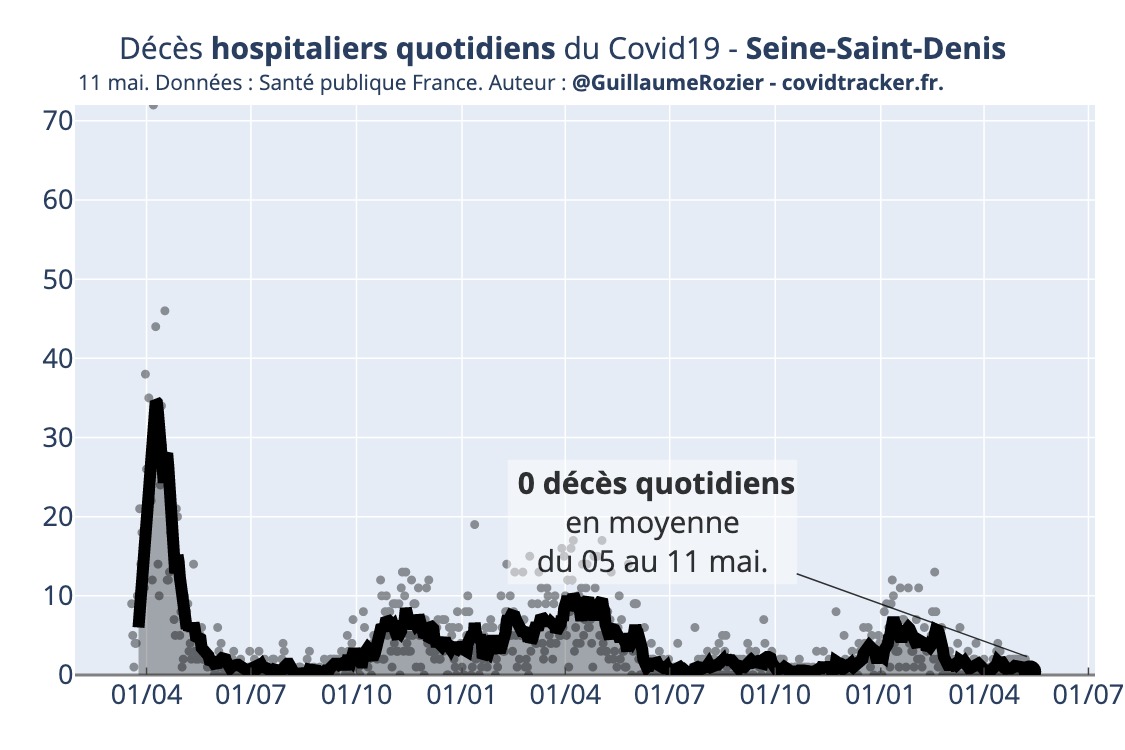 Décès hospitaliers quotidiens du Covid19 - Seine-Saint-Denis
11 mai. Données : Santé publique France. Auteur : @GuillaumeRozier - covidtracker.fr.
70
60
50
40
30
20
10
0
0 décès quotidiens
en moyenne
du 05 au 11 mai.
01/04 01/07 01/10 01/01 01/04 01/07 01/10 01/01 01/04 01/07